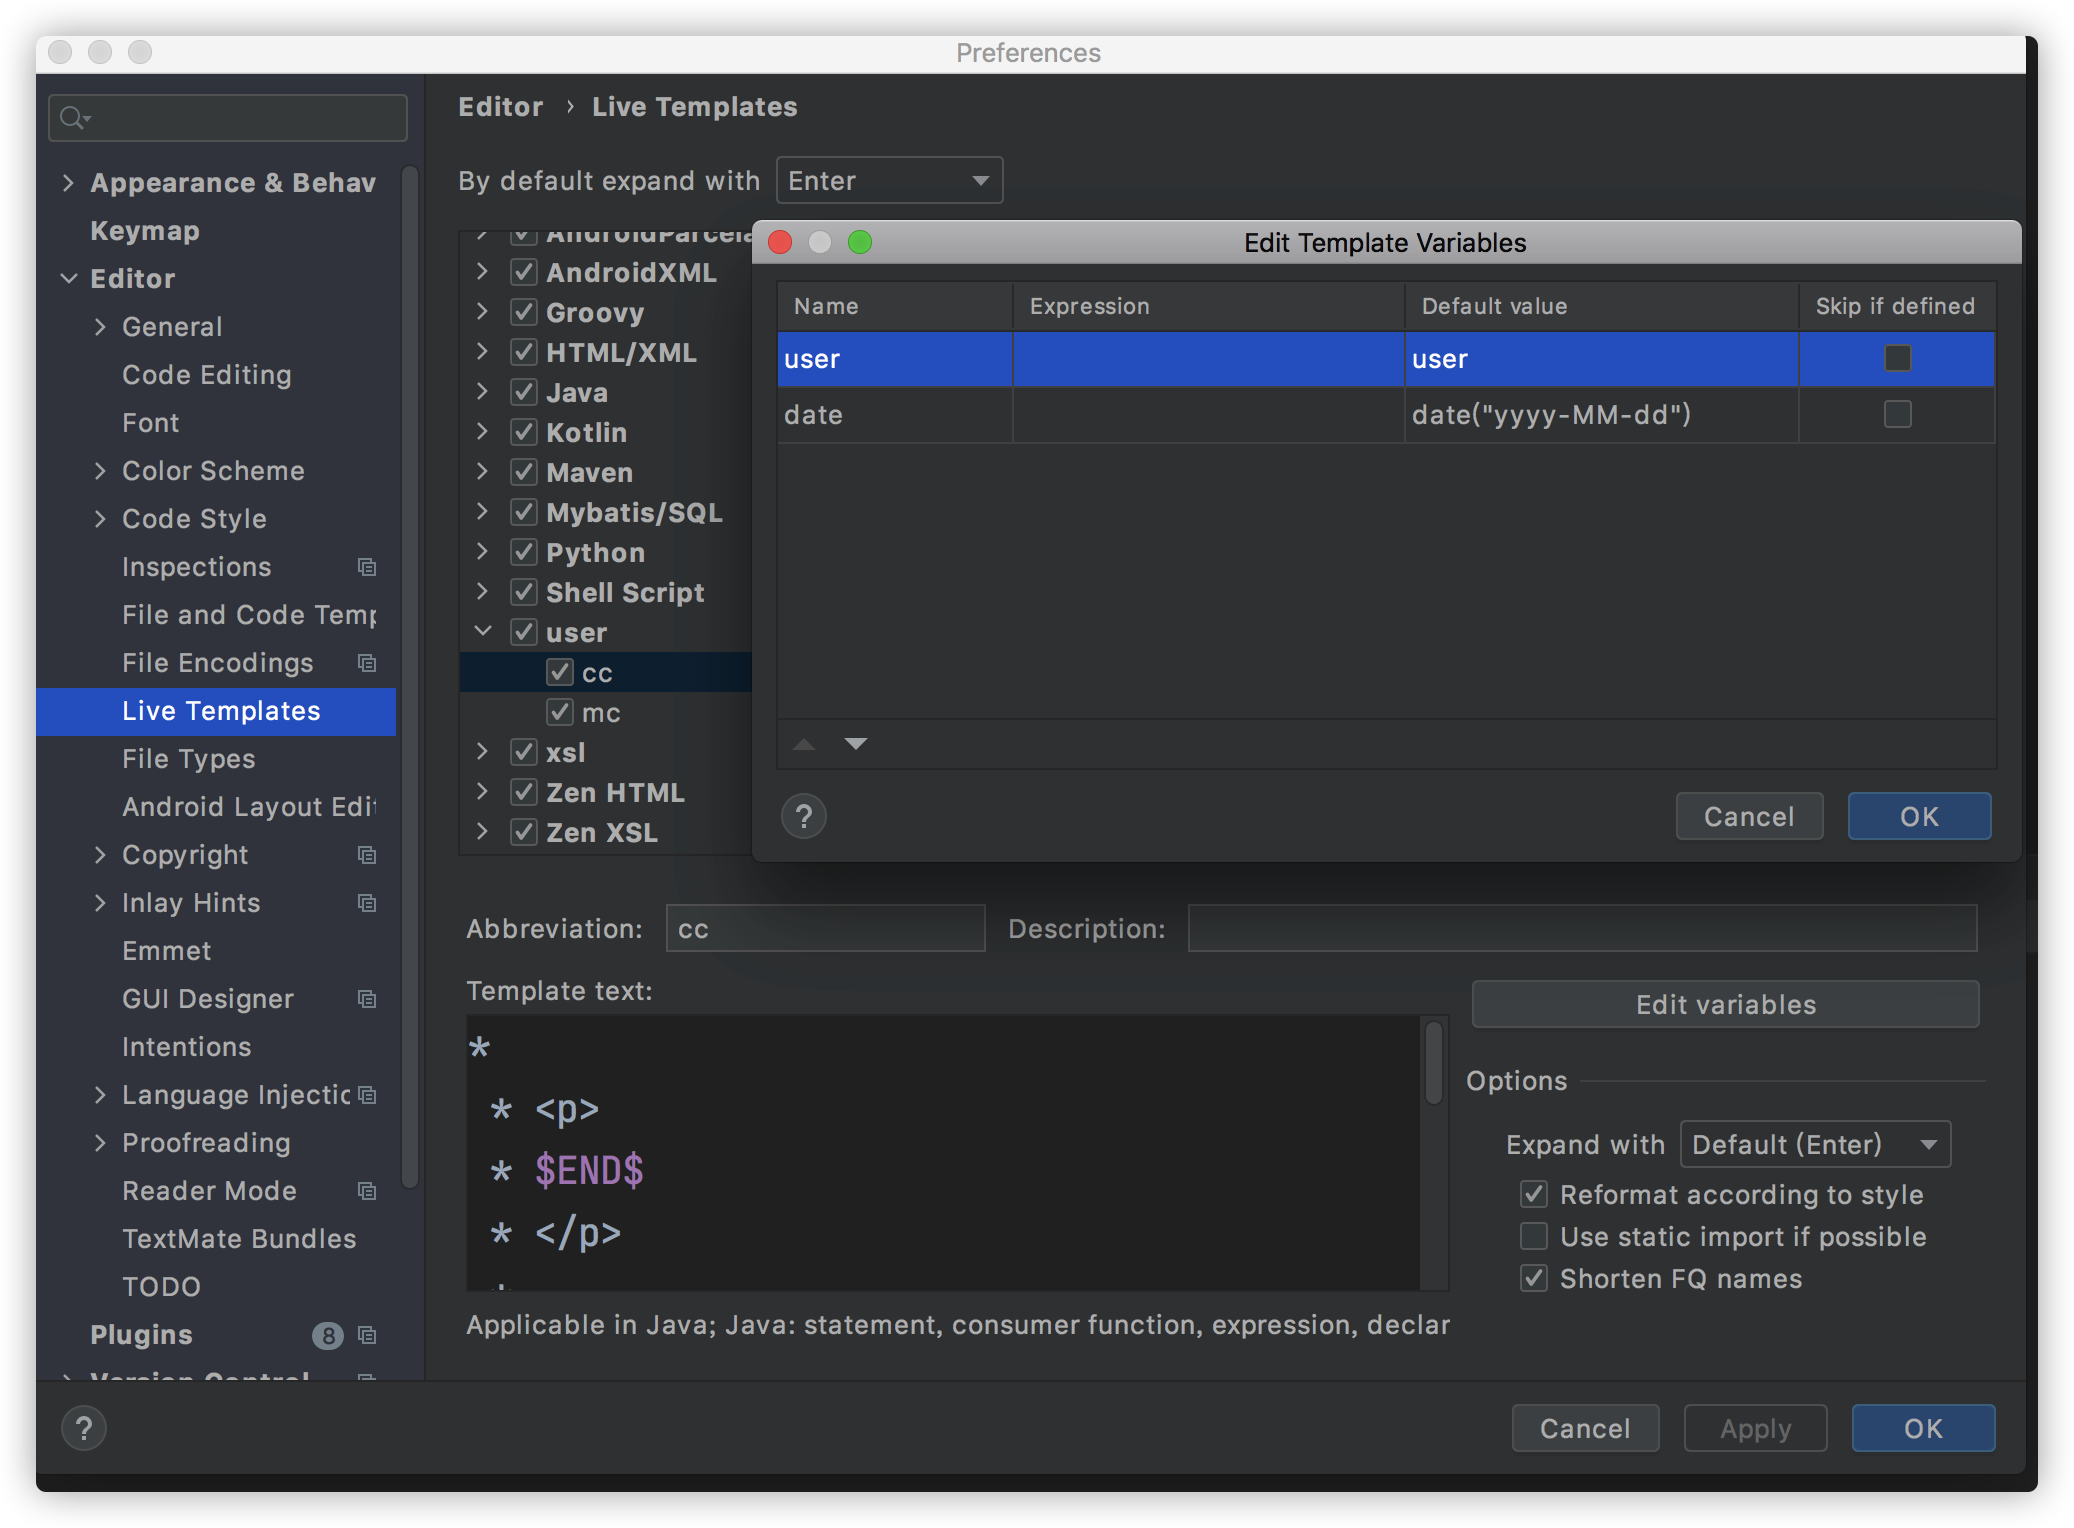 Preferences
Appearance & Behav
Keymap
Editor
General
Code Editing
Font
Color Scheme
Code Style
Inspections
File and Code Temp
File Encodings
Live Templates
File Types
Android Layout Edit
Copyright
Inlay Hints
Emmet
GUI Designer
Intentions
Language Injectic
Proofreading
Reader Mode
TextMate Bundles
TODO
Plugins 8
Version Control
?
Editor › Live Templates
By default expand with Enter
AndroidParcela
AndroidXML
Groovy
HTML/XML
Java
Kotlin
Maven
Mybatis/SQL
Python
Shell Script
user
cc
mc
xsl
Zen HTML
Zen XSL
Edit Template Variables
Name Expression Default value Skip if defined
user user
date date("yyyy-MM-dd")
? Cancel OK
Abbreviation: cc Description:
Template text:
*
* <p>
* $END$
* </p>
*
Edit variables
Options
Expand with Default (Enter)
Reformat according to style
Use static import if possible
Shorten FQ names
Applicable in Java; Java: statement, consumer function, expression, declar
Cancel Apply OK